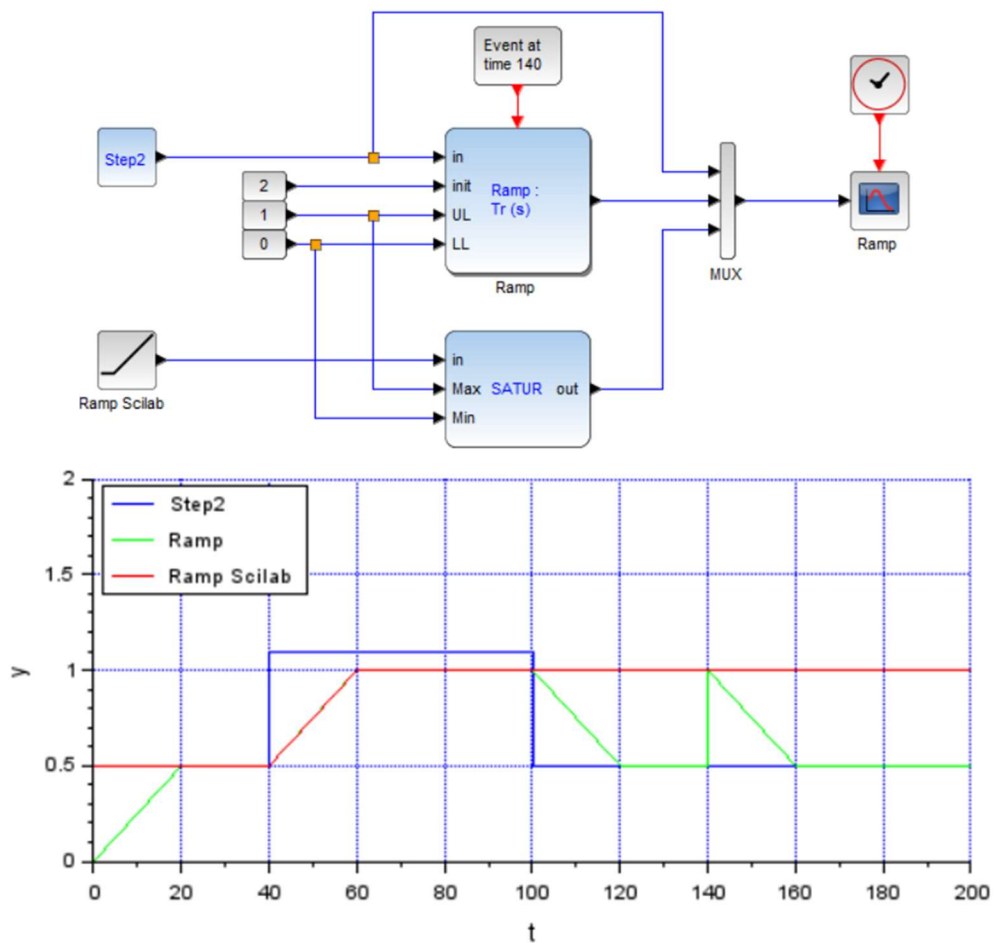 Event at
time 140
Step2
in
2
init
Ramp :
1
UL
Tr (s)
0
LL
Ramp
Ramp
MUX
in
Max SATUR out
Min
Ramp Scilab
2
Step2
Ramp
1.5
Ramp Scilab
y
1
0.5
0
0 20 40 60 80 100 120 140 160 180 200
t